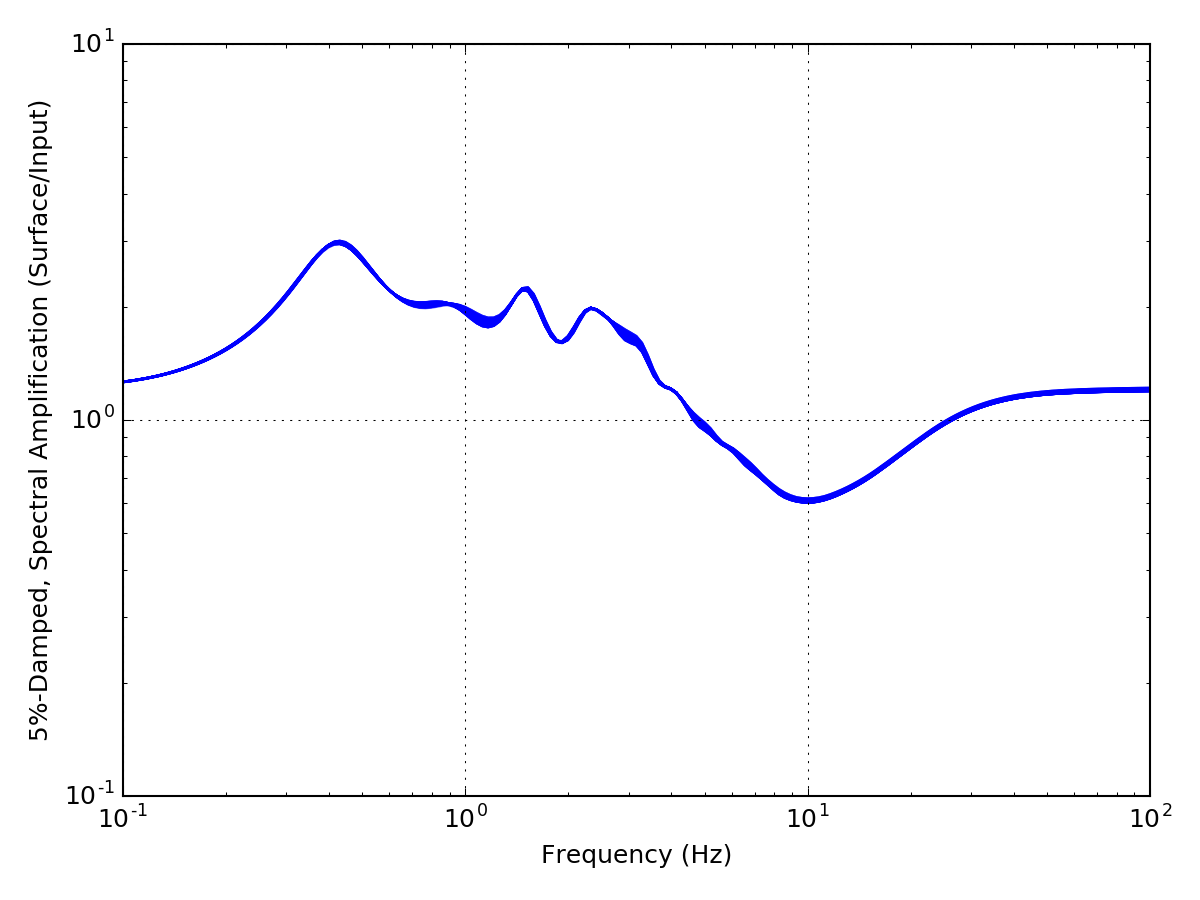 10^1
10^0
10^-1
5%-Damped, Spectral Amplification (Surface/Input)
10^-1 10^0 10^1 10^2
Frequency (Hz)